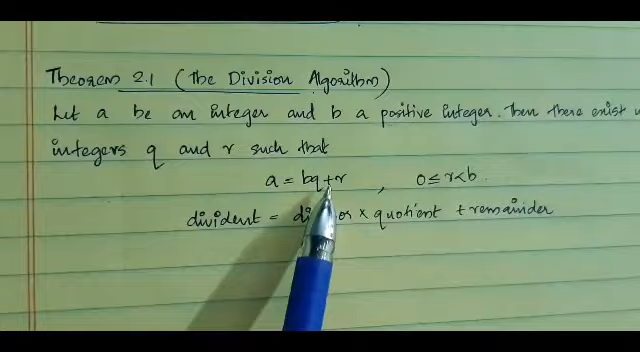 Theorem 2.1 (The Division Algorithm)
Let a be an integer and b a positive integer. Then there exist
integers q and r such that
a = bq + r , 0 ≤ r < b.
divident = × quotient + remainder